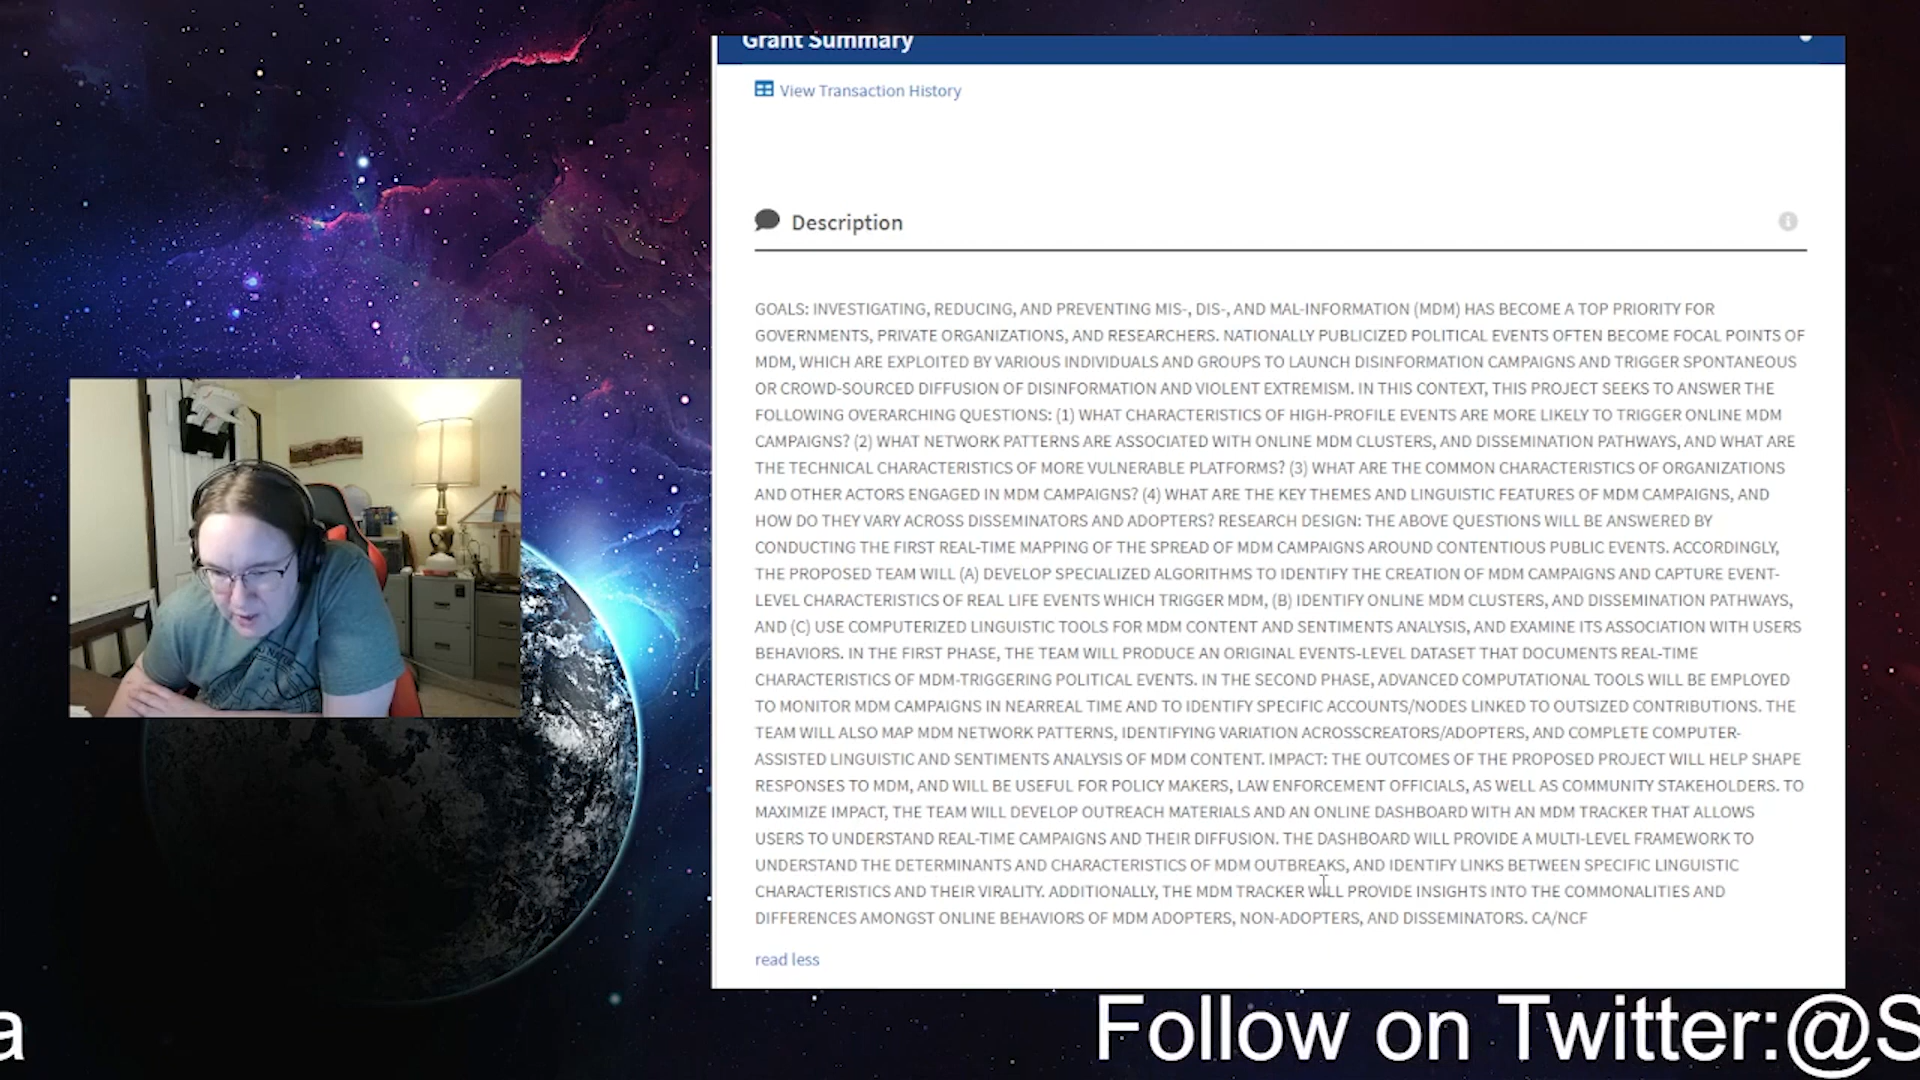 Grant Summary
View Transaction History
Description
GOALS: INVESTIGATING, REDUCING, AND PREVENTING MIS-, DIS-, AND MAL-INFORMATION (MDM) HAS BECOME A TOP PRIORITY FOR
GOVERNMENTS, PRIVATE ORGANIZATIONS, AND RESEARCHERS. NATIONALLY PUBLICIZED POLITICAL EVENTS OFTEN BECOME FOCAL POINTS OF
MDM, WHICH ARE EXPLOITED BY VARIOUS INDIVIDUALS AND GROUPS TO LAUNCH DISINFORMATION CAMPAIGNS AND TRIGGER SPONTANEOUS
OR CROWD-SOURCED DIFFUSION OF DISINFORMATION AND VIOLENT EXTREMISM. IN THIS CONTEXT, THIS PROJECT SEEKS TO ANSWER THE
FOLLOWING OVERARCHING QUESTIONS: (1) WHAT CHARACTERISTICS OF HIGH-PROFILE EVENTS ARE MORE LIKELY TO TRIGGER ONLINE MDM
CAMPAIGNS? (2) WHAT NETWORK PATTERNS ARE ASSOCIATED WITH ONLINE MDM CLUSTERS, AND DISSEMINATION PATHWAYS, AND WHAT ARE
THE TECHNICAL CHARACTERISTICS OF MORE VULNERABLE PLATFORMS? (3) WHAT ARE THE COMMON CHARACTERISTICS OF ORGANIZATIONS
AND OTHER ACTORS ENGAGED IN MDM CAMPAIGNS? (4) WHAT ARE THE KEY THEMES AND LINGUISTIC FEATURES OF MDM CAMPAIGNS, AND
HOW DO THEY VARY ACROSS DISSEMINATORS AND ADOPTERS? RESEARCH DESIGN: THE ABOVE QUESTIONS WILL BE ANSWERED BY
CONDUCTING THE FIRST REAL-TIME MAPPING OF THE SPREAD OF MDM CAMPAIGNS AROUND CONTENTIOUS PUBLIC EVENTS. ACCORDINGLY,
THE PROPOSED TEAM WILL (A) DEVELOP SPECIALIZED ALGORITHMS TO IDENTIFY THE CREATION OF MDM CAMPAIGNS AND CAPTURE EVENT-
LEVEL CHARACTERISTICS OF REAL LIFE EVENTS WHICH TRIGGER MDM, (B) IDENTIFY ONLINE MDM CLUSTERS, AND DISSEMINATION PATHWAYS,
AND (C) USE COMPUTERIZED LINGUISTIC TOOLS FOR MDM CONTENT AND SENTIMENTS ANALYSIS, AND EXAMINE ITS ASSOCIATION WITH USERS
BEHAVIORS. IN THE FIRST PHASE, THE TEAM WILL PRODUCE AN ORIGINAL EVENTS-LEVEL DATASET THAT DOCUMENTS REAL-TIME
CHARACTERISTICS OF MDM-TRIGGERING POLITICAL EVENTS. IN THE SECOND PHASE, ADVANCED COMPUTATIONAL TOOLS WILL BE EMPLOYED
TO MONITOR MDM CAMPAIGNS IN NEARREAL TIME AND TO IDENTIFY SPECIFIC ACCOUNTS/NODES LINKED TO OUTSIZED CONTRIBUTIONS. THE
TEAM WILL ALSO MAP MDM NETWORK PATTERNS, IDENTIFYING VARIATION ACROSSCREATORS/ADOPTERS, AND COMPLETE COMPUTER-
ASSISTED LINGUISTIC AND SENTIMENTS ANALYSIS OF MDM CONTENT. IMPACT: THE OUTCOMES OF THE PROPOSED PROJECT WILL HELP SHAPE
RESPONSES TO MDM, AND WILL BE USEFUL FOR POLICY MAKERS, LAW ENFORCEMENT OFFICIALS, AS WELL AS COMMUNITY STAKEHOLDERS. TO
MAXIMIZE IMPACT, THE TEAM WILL DEVELOP OUTREACH MATERIALS AND AN ONLINE DASHBOARD WITH AN MDM TRACKER THAT ALLOWS
USERS TO UNDERSTAND REAL-TIME CAMPAIGNS AND THEIR DIFFUSION. THE DASHBOARD WILL PROVIDE A MULTI-LEVEL FRAMEWORK TO
UNDERSTAND THE DETERMINANTS AND CHARACTERISTICS OF MDM OUTBREAKS, AND IDENTIFY LINKS BETWEEN SPECIFIC LINGUISTIC
CHARACTERISTICS AND THEIR VIRALITY. ADDITIONALLY, THE MDM TRACKER WILL PROVIDE INSIGHTS INTO THE COMMONALITIES AND
DIFFERENCES AMONGST ONLINE BEHAVIORS OF MDM ADOPTERS, NON-ADOPTERS, AND DISSEMINATORS. CA/NCF
read less
a Follow on Twitter:@S